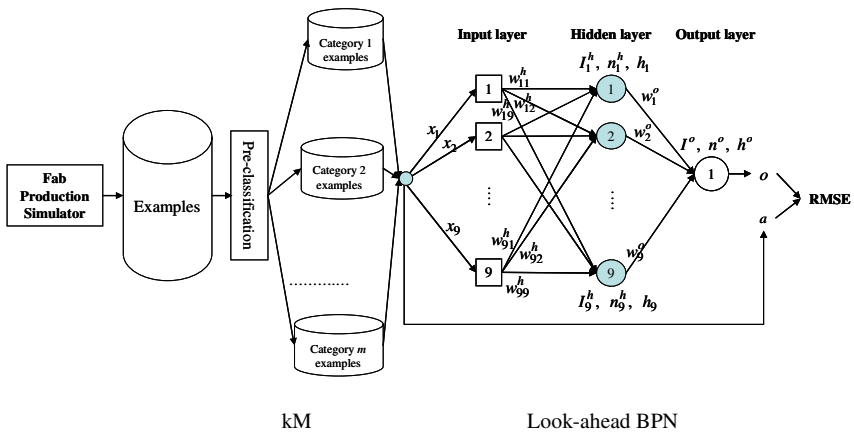 Fab
Production
Simulator
Examples
Pre-classification
Category 1
examples
Category 2
examples
.............
Category m
examples
Input layer
Hidden layer
Output layer
I₁ʰ, n₁ʰ, h₁
1
2
9
x₁
x₂
x₉
w₁₁ʰ
w₁₂ʰ
w₁₉ʰ
w₉₁ʰ
w₉₂ʰ
w₉₉ʰ
1
2
9
I₉ʰ, n₉ʰ, h₉
w₁ᵒ
w₂ᵒ
w₉ᵒ
Iᵒ, nᵒ, hᵒ
1
o
a
RMSE
kM
Look-ahead BPN